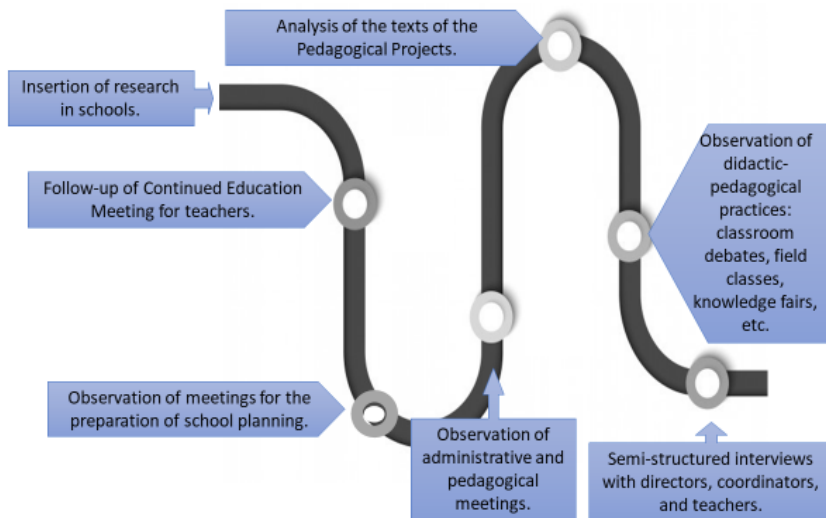 Analysis of the texts of the
Pedagogical Projects.
Insertion of research
in schools.
Follow-up of Continued Education
Meeting for teachers.
Observation of
didactic-
pedagogical
practices:
classroom
debates, field
classes,
knowledge fairs,
etc.
Observation of meetings for the
preparation of school planning.
Observation of
administrative and
pedagogical
meetings.
Semi-structured interviews
with directors, coordinators,
and teachers.